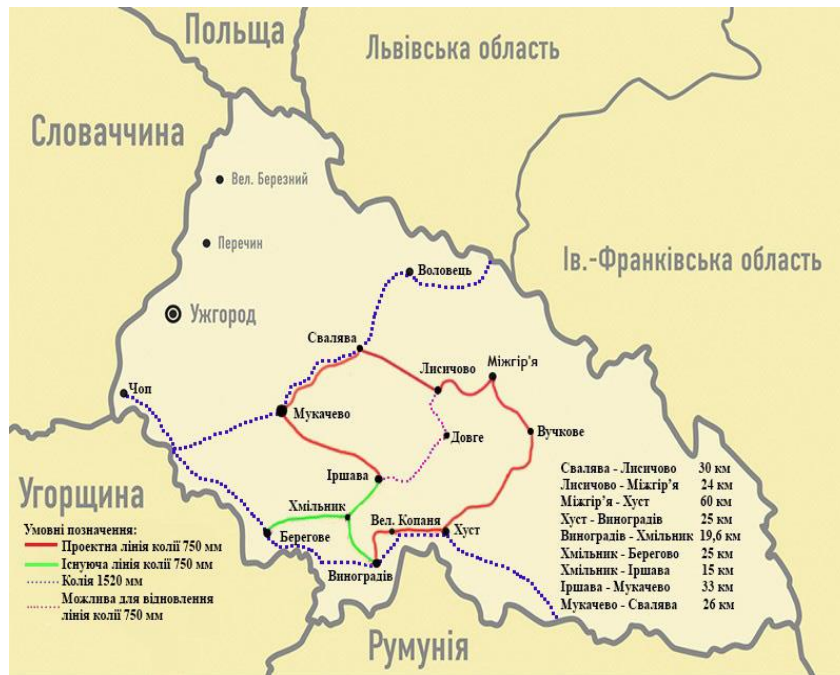 Польща
Львівська область
Словаччина
Вел. Березний
Перечин
Воловець
Ів.-Франківська область
Ужгород
Свалява
Лисичово
Міжгір'я
Чоп
Мукачево
Довге
Вучкове
Іршава
Угорщина
Хмільник
Вел. Копаня
Хуст
Берегове
Виноградів
Умовні позначення:
Проектна лінія колії 750 мм
Існуюча лінія колії 750 мм
Колія 1520 мм
Можлива для відновлення
лінія колії 750 мм
Свалява - Лисичово 30 км
Лисичово - Міжгір'я 24 км
Міжгір'я - Хуст 60 км
Хуст - Виноградів 25 км
Виноградів - Хмільник 19,6 км
Хмільник - Берегово 25 км
Хмільник - Іршава 15 км
Іршава - Мукачево 33 км
Мукачево - Свалява 26 км
Румунія